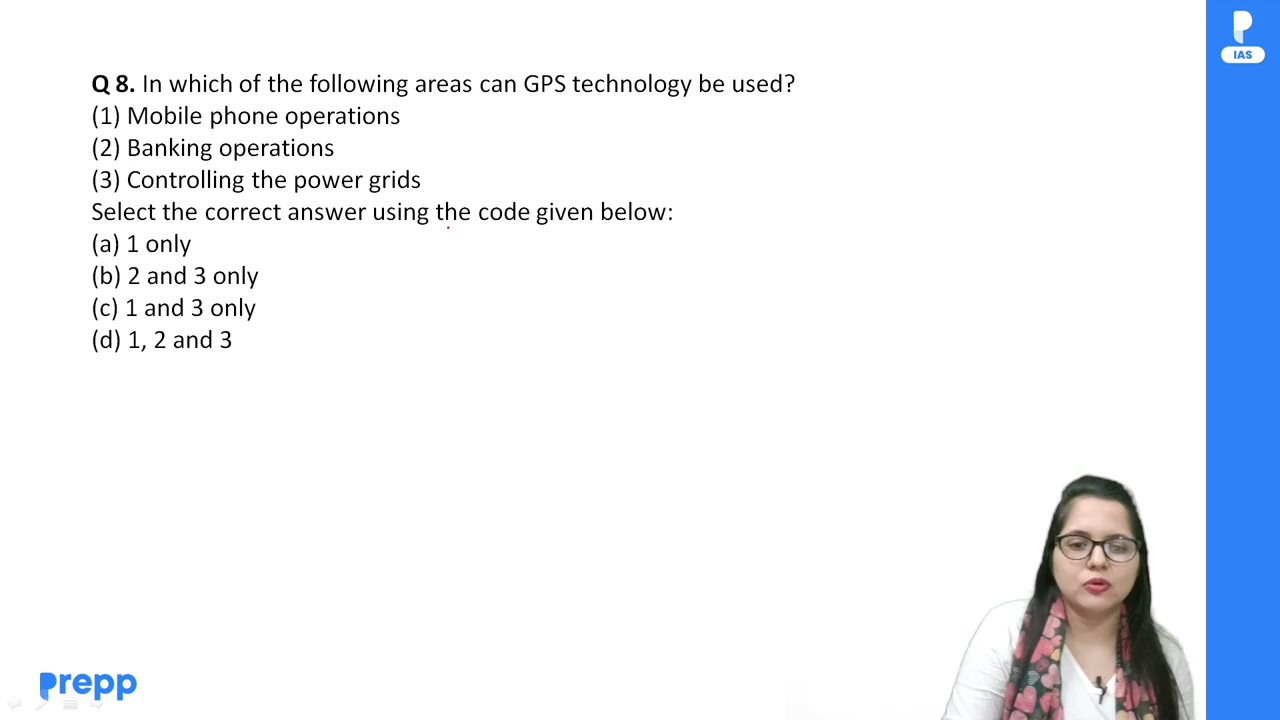 IAS
Q 8. In which of the following areas can GPS technology be used?
(1) Mobile phone operations
(2) Banking operations
(3) Controlling the power grids
Select the correct answer using the code given below:
(a) 1 only
(b) 2 and 3 only
(c) 1 and 3 only
(d) 1, 2 and 3
prepp